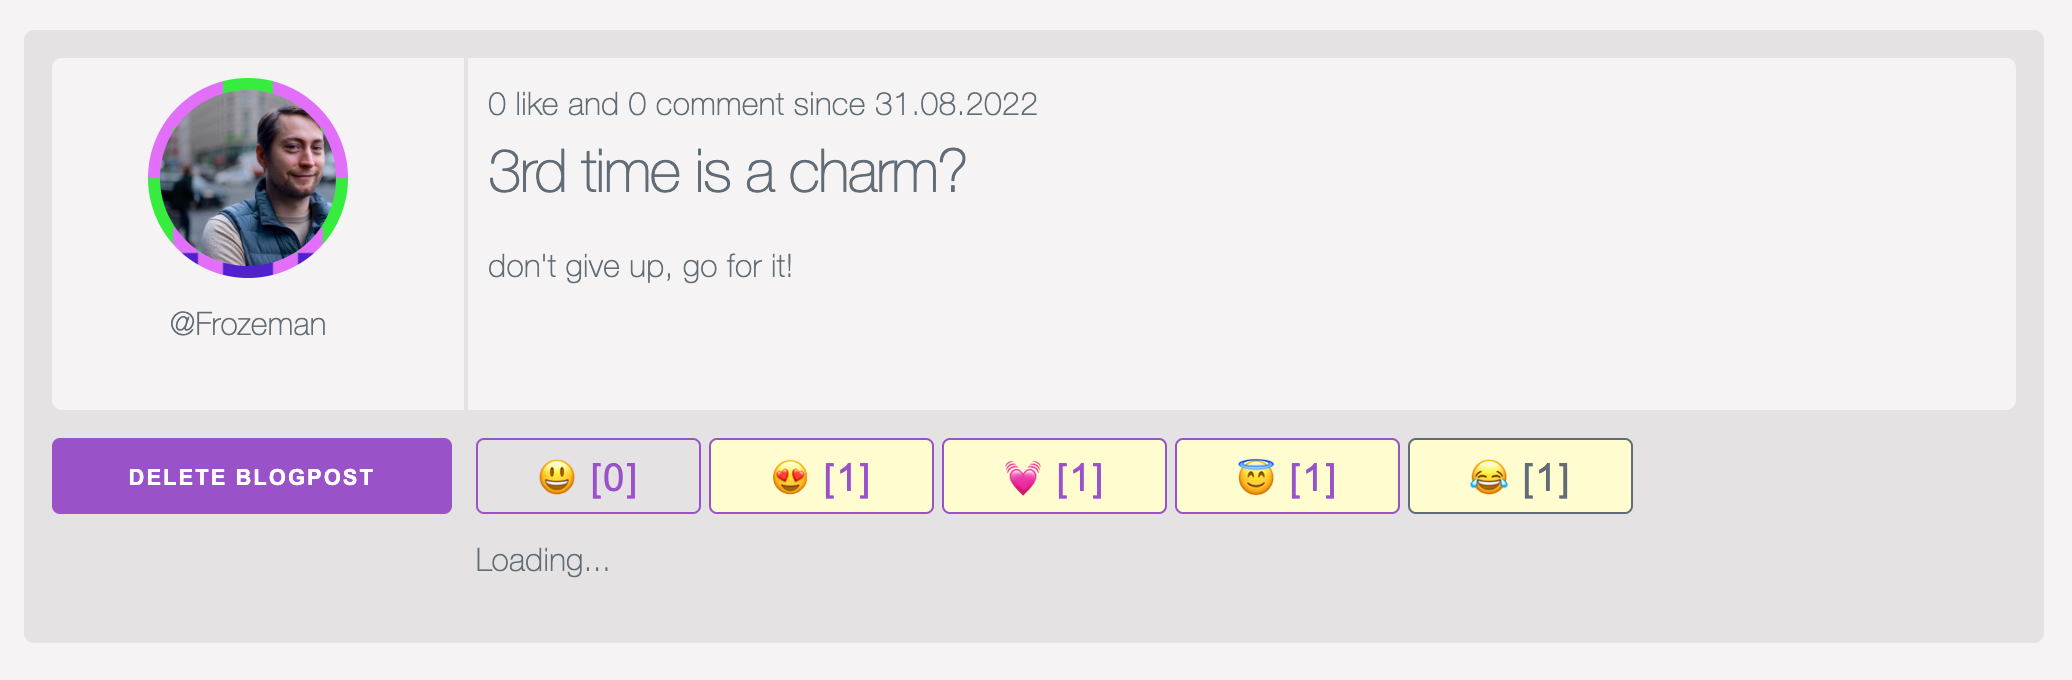 0 like and 0 comment since 31.08.2022
3rd time is a charm?
don't give up, go for it!
@Frozeman
DELETE BLOGPOST
😃 [0]
😍 [1]
💓 [1]
😇 [1]
😂 [1]
Loading...